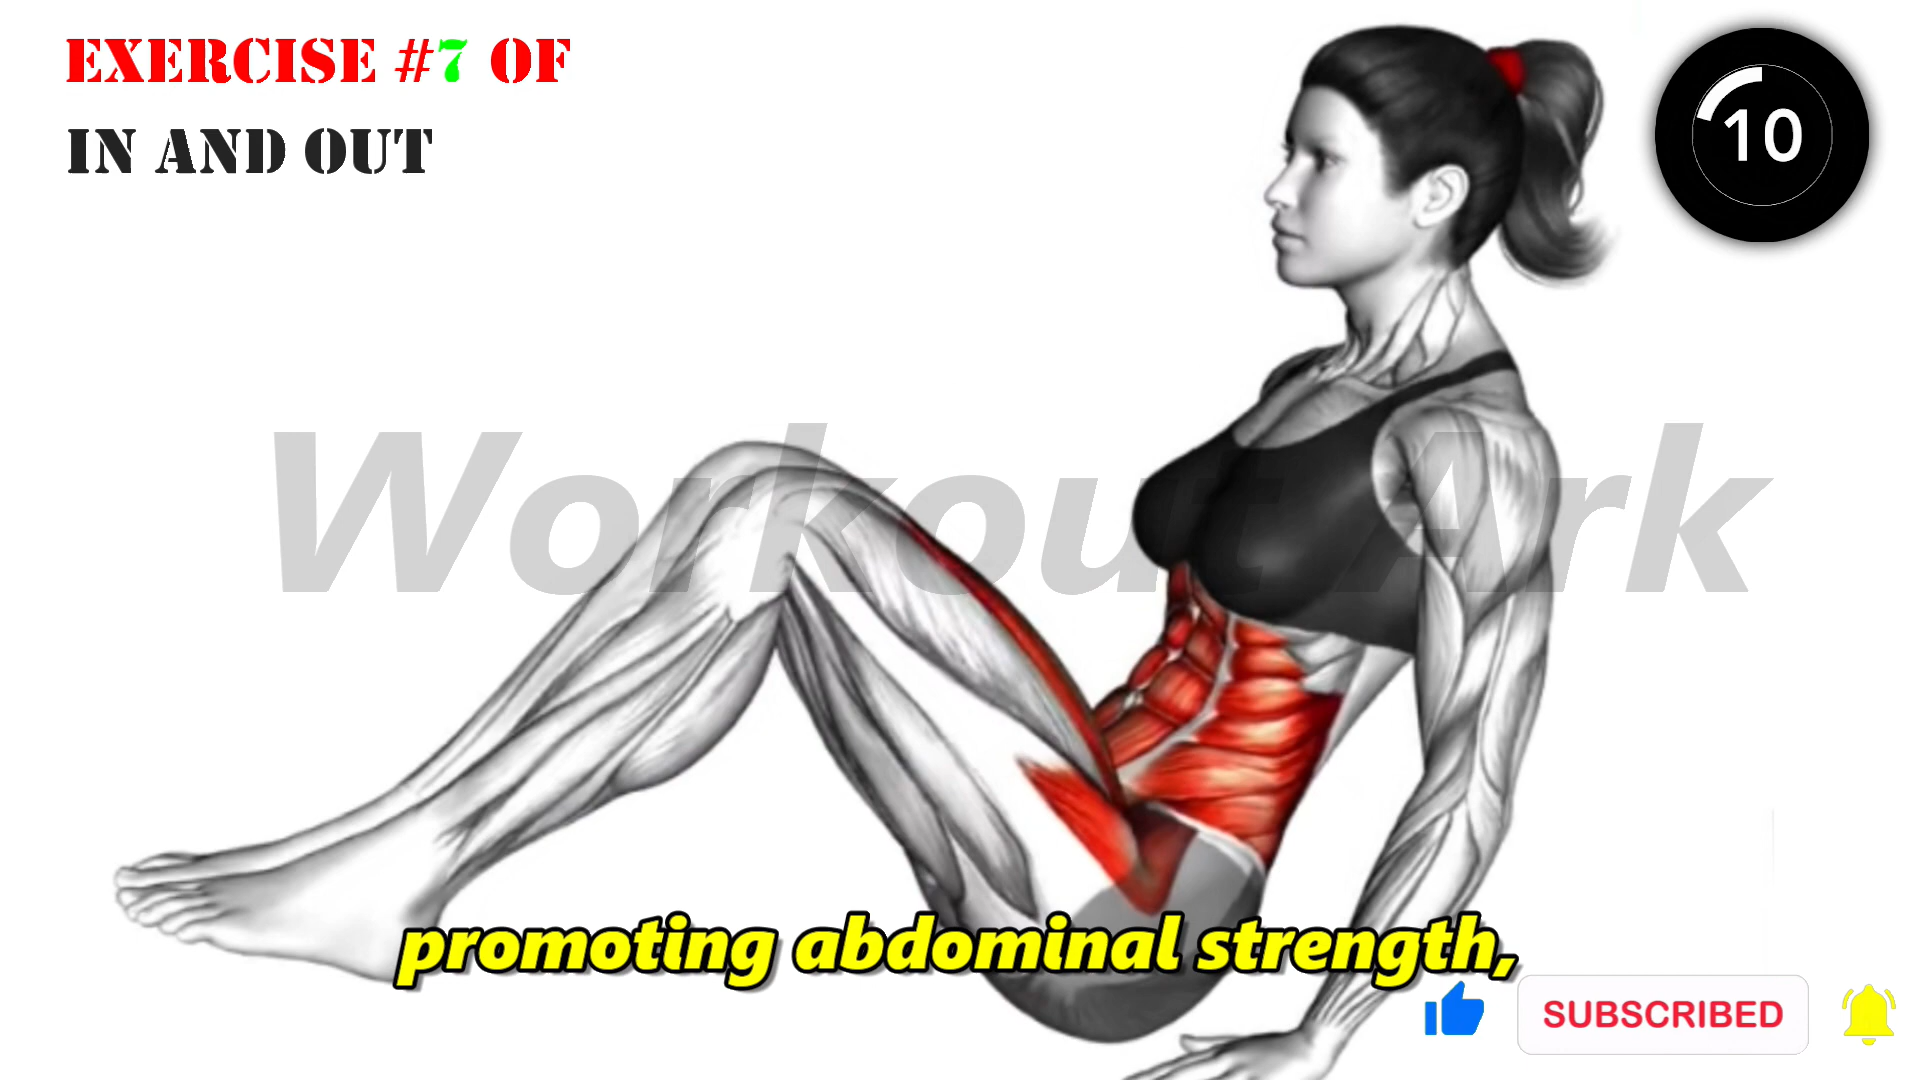 EXERCISE #7 OF
IN AND OUT
10
Workout Ark
promoting abdominal strength,
SUBSCRIBED